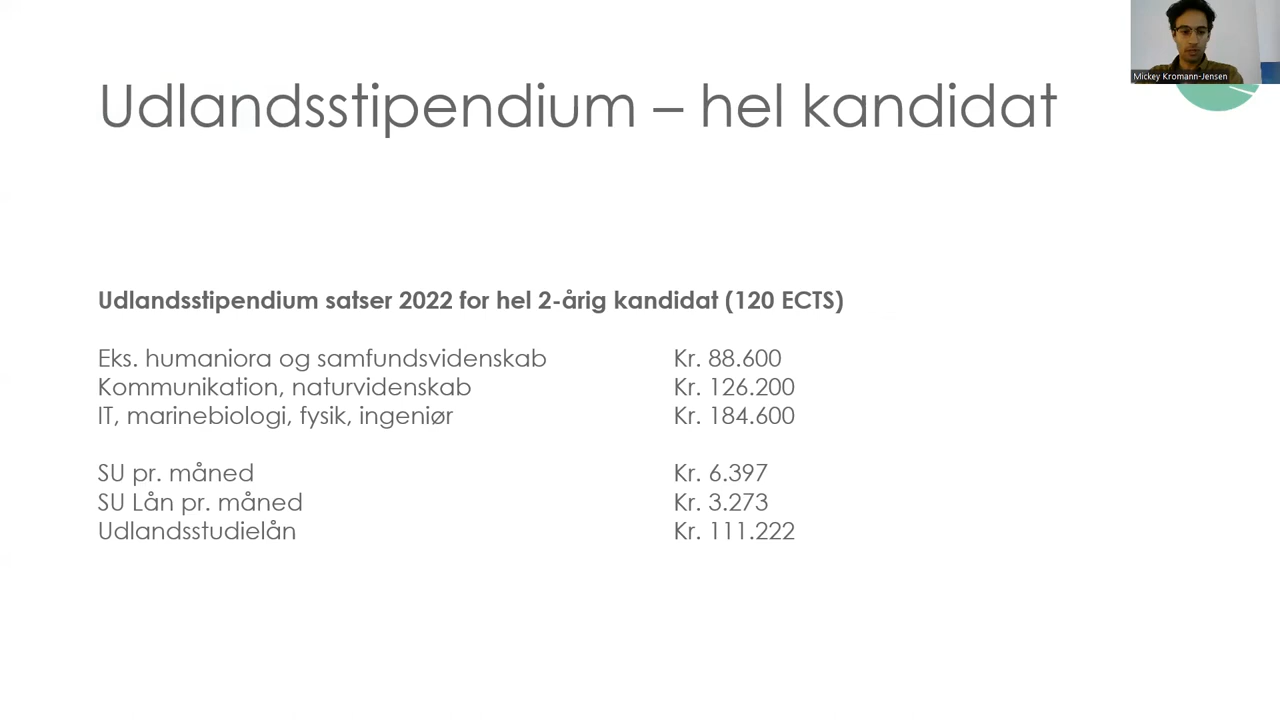 Mickey Kromann-Jensen
Udlandsstipendium – hel kandidat
Udlandsstipendium satser 2022 for hel 2-årig kandidat (120 ECTS)
Eks. humaniora og samfundsvidenskab Kr. 88.600
Kommunikation, naturvidenskab Kr. 126.200
IT, marinebiologi, fysik, ingeniør Kr. 184.600
SU pr. måned Kr. 6.397
SU Lån pr. måned Kr. 3.273
Udlandsstudielån Kr. 111.222